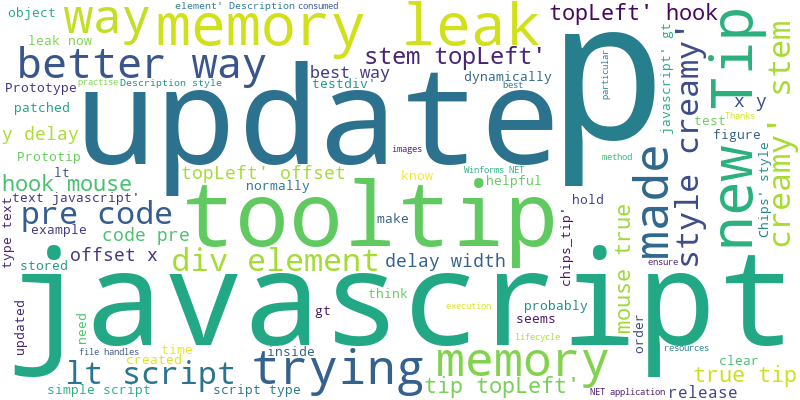 element' Description consumed
object way memory leak topLeft' hook
leak now
better way stem topLeft'
best way dynamically
Prototype practise Description style testdiv' best
patched
update p
particular javascript' gt
new Tip
creamy' stem
style creamy'
x y
Thanks
test
figure
y delay
Prototip
images
lt topLeft' offset know Winforms NET method
hook mouse normally helpful
Chips' style
made
text javascript' tooltip make hold
pre code
type text
example code pre
offset x div element delay width chips_tip' mouse true
stored ensure
javascript
need think probably
gt seems
updated execution order
time inside lifecycle
file handles created
lt script trying memory clear resources
true tip
simple script script type tip topLeft' NET application release